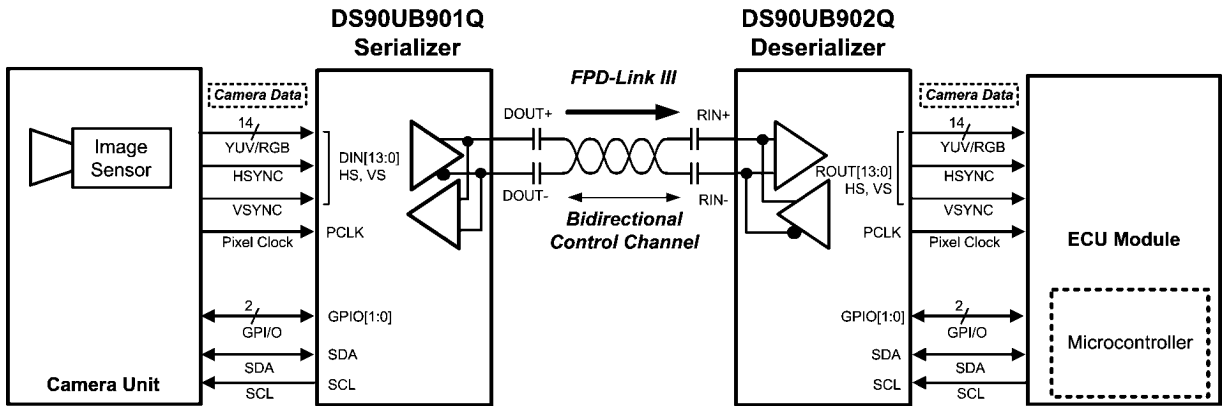 DS90UB901Q
Serializer
DS90UB902Q
Deserializer
FPD-Link III
Camera Data
Camera Data
14
YUV/RGB
HSYNC
VSYNC
Pixel Clock
Image
Sensor
DIN[13:0]
HS, VS
PCLK
DOUT+
DOUT-
RIN+
RIN-
Bidirectional
Control Channel
ROUT[13:0]
HS, VS
PCLK
14
YUV/RGB
HSYNC
VSYNC
Pixel Clock
ECU Module
2
GPI/O
SDA
SCL
GPIO[1:0]
SDA
SCL
GPIO[1:0]
SDA
SCL
2
GPI/O
SDA
SCL
Microcontroller
Camera Unit